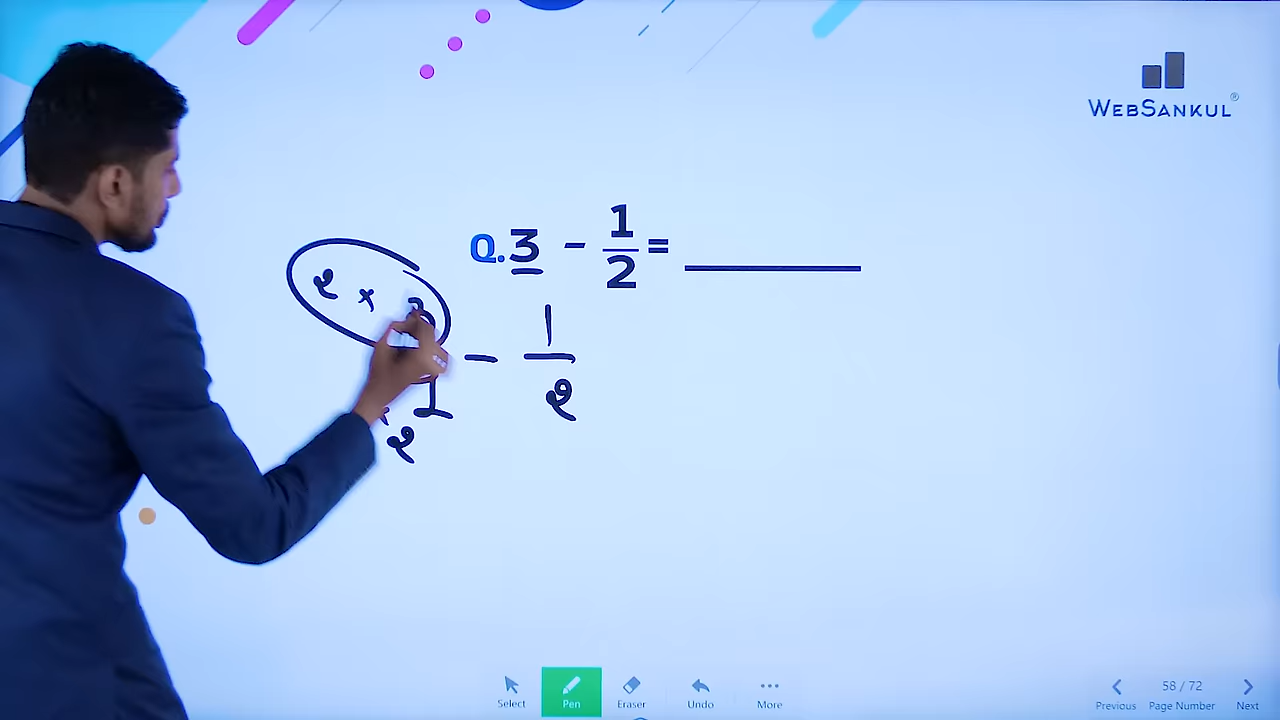 WEBSANKUL®
Q. 3 - 1/2 = ________
૨ × 3
— 1/૨
× 1
૨
Select Pen Eraser Undo More
58 / 72
Previous Page Number Next